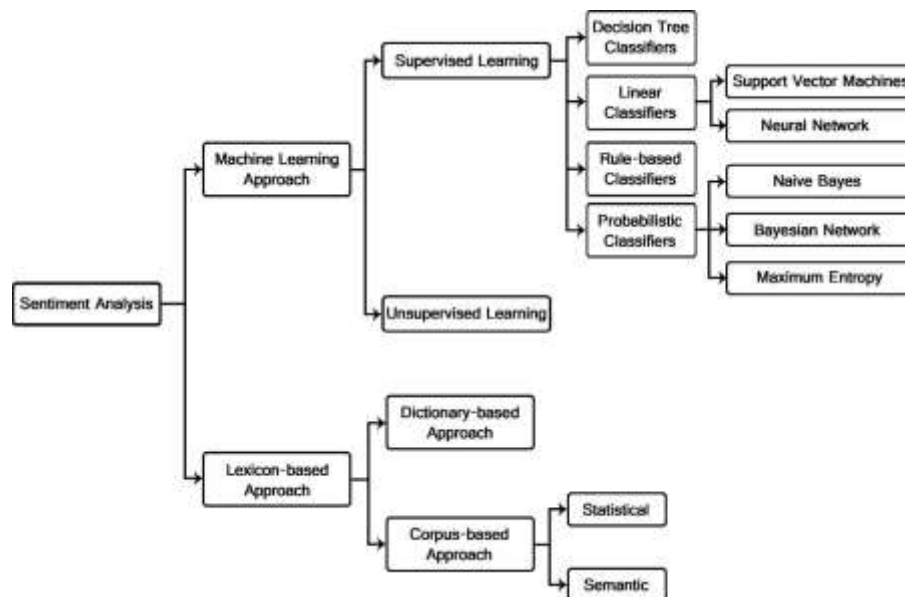 Decision Tree
Classifiers
Supervised Learning
Support Vector Machines
Linear
Classifiers
Neural Network
Machine Learning
Approach
Rule-based
Classifiers
Naive Bayes
Probabilistic
Classifiers
Bayesian Network
Maximum Entropy
Sentiment Analysis
Unsupervised Learning
Dictionary-based
Approach
Lexicon-based
Approach
Statistical
Corpus-based
Approach
Semantic